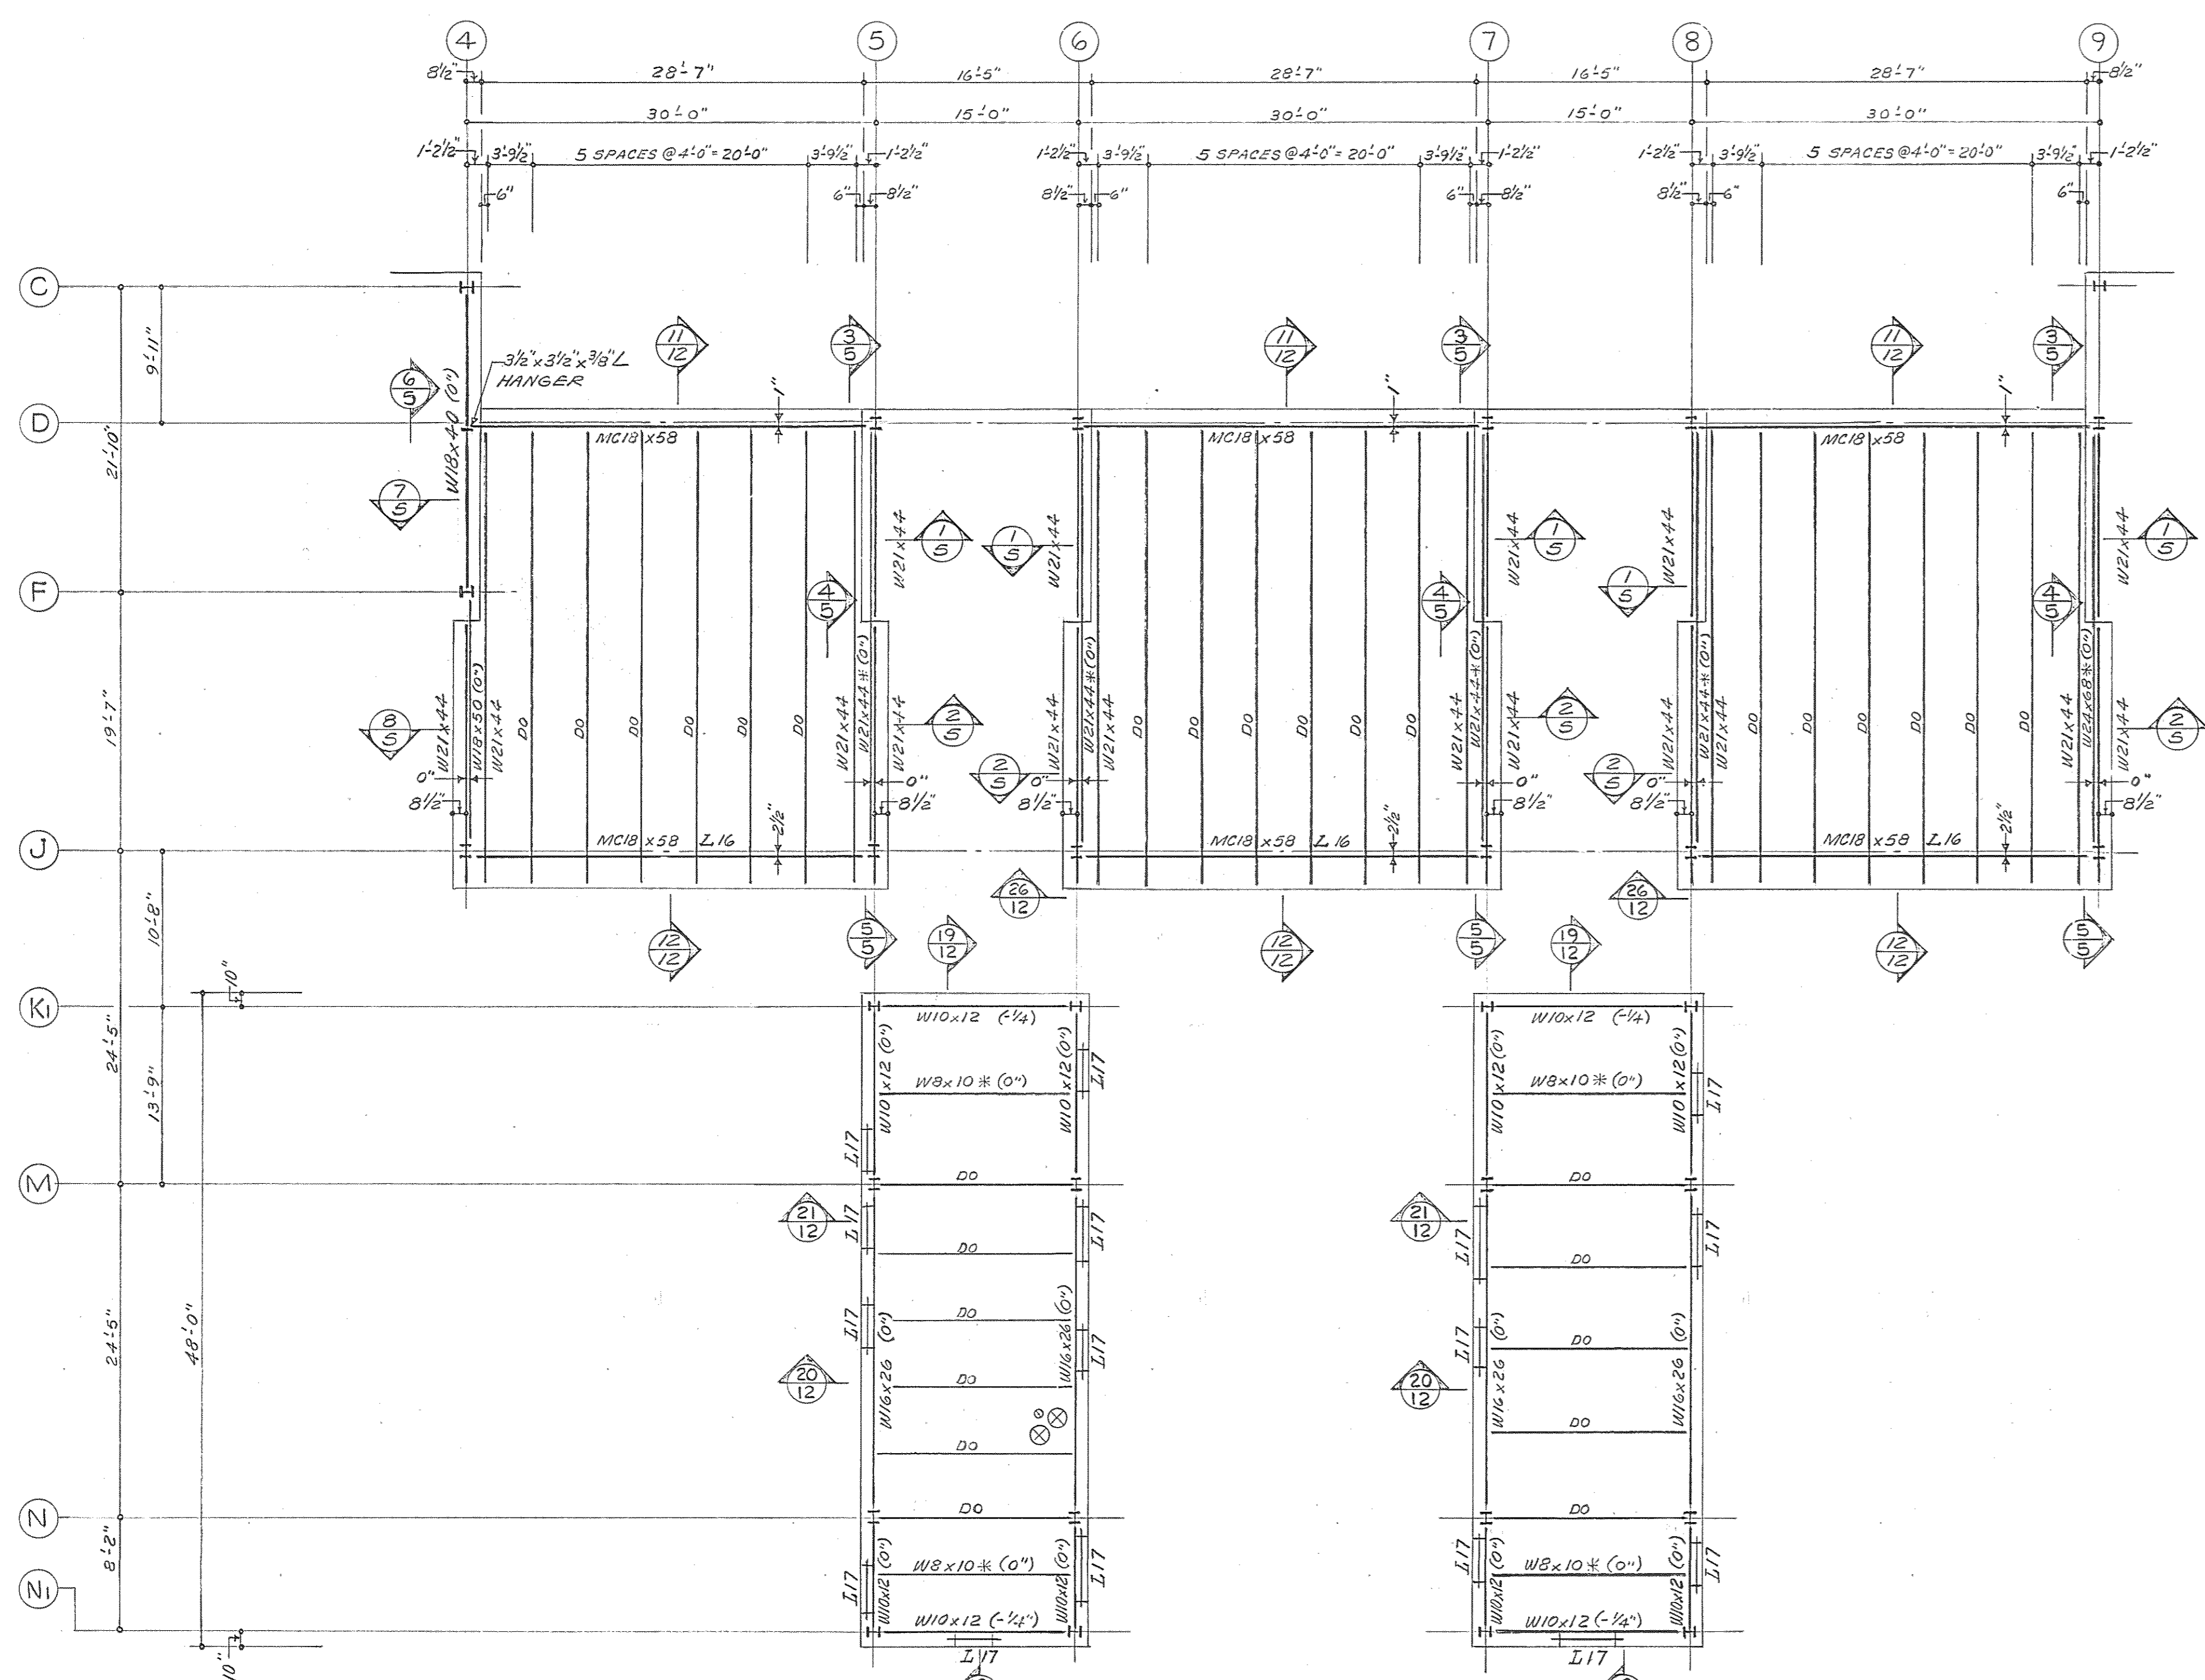 4 5 6 7 8 9
8½" 28'-7" 16'-5" 28'-7" 16'-5" 28'-7" 8½"
30'-0" 15'-0" 30'-0" 15'-0" 30'-0"
1'-2½" 3'-9½" 5 SPACES @4'-0"=20'-0" 3'-9½" 1'-2½" 1'-2½" 3'-9½" 5 SPACES @4'-0"=20'-0" 3'-9½" 1'-2½" 1'-2½" 3'-9½" 5 SPACES @4'-0"=20'-0" 3'-9½" 1'-2½"
6" 6" 8½" 8½" 6" 6" 8½" 8½" 6" 6"
C
9'-11"
11/12 3/5 11/12 3/5 11/12 3/5
3½"x3½"x3/8" L
HANGER
6/5
W18x40 (0")
1" 1" 1"
D
MC18x58 MC18x58 MC18x58
21'-10"
7/5
W21x44 1/5 1/5 W21x44 W21x44 1/5 W21x44 W21x44 1/5
1/5
F
4/5 4/5 4/5
19'-7"
8/5 W21x44 W18x50 (0") W21x44 DO DO DO DO DO DO W21x44 W21x44*(0") W21x44 2/5
2/5 W21x44 W21x44*(0") W21x44 DO DO DO DO DO DO W21x44 W21x44*(0") W21x44 2/5
2/5 W21x44 W21x44*(0") W21x44 DO DO DO DO DO DO W21x44 W24x68*(0") W21x44 2/5
0" 0" 0" 0" 0" 0"
8½" 8½" 8½" 8½" 8½" 8½"
2½" 2½" 2½"
J
MC18x58 L16 MC18x58 L16 MC18x58 L16
26/12 26/12
10'-8"
12/12 5/5 19/12 12/12 5/5 19/12 12/12 5/5
10"
K1
W10x12 (-¼) W10x12 (-¼)
24'-5"
13'-9"
W10x12 (0") W10x12 (0") L17 W10x12 (0") W10x12 (0") L17
W8x10*(0") W8x10*(0")
L17
M
DO DO
21/12 L17 L17 21/12 L17 L17
DO DO
24'-5"
48'-0"
DO
L17 (0") W16x26 (0") L17 L17 (0") DO (0")
20/12 W16x26 DO 20/12 W16x26 W16x26
DO DO
N
DO DO
8'-2"
L17 W10x12 (0") W8x10*(0") W10x12 (0") L17 L17 W10x12 (0") W8x10*(0") W10x12 (0") L17
N1
W10x12 (-¼") W10x12 (-¼")
10"
L17 L17